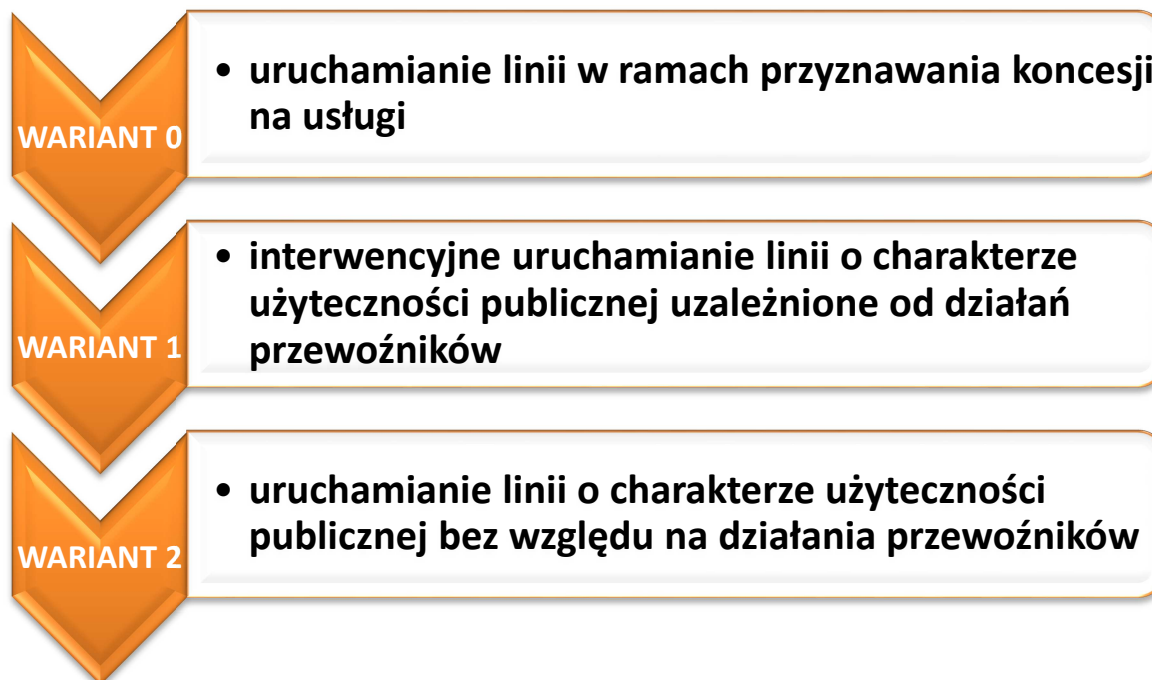 WARIANT 0
• uruchamianie linii w ramach przyznawania koncesji
na usługi
WARIANT 1
• interwencyjne uruchamianie linii o charakterze
użyteczności publicznej uzależnione od działań
przewoźników
WARIANT 2
• uruchamianie linii o charakterze użyteczności
publicznej bez względu na działania przewoźników